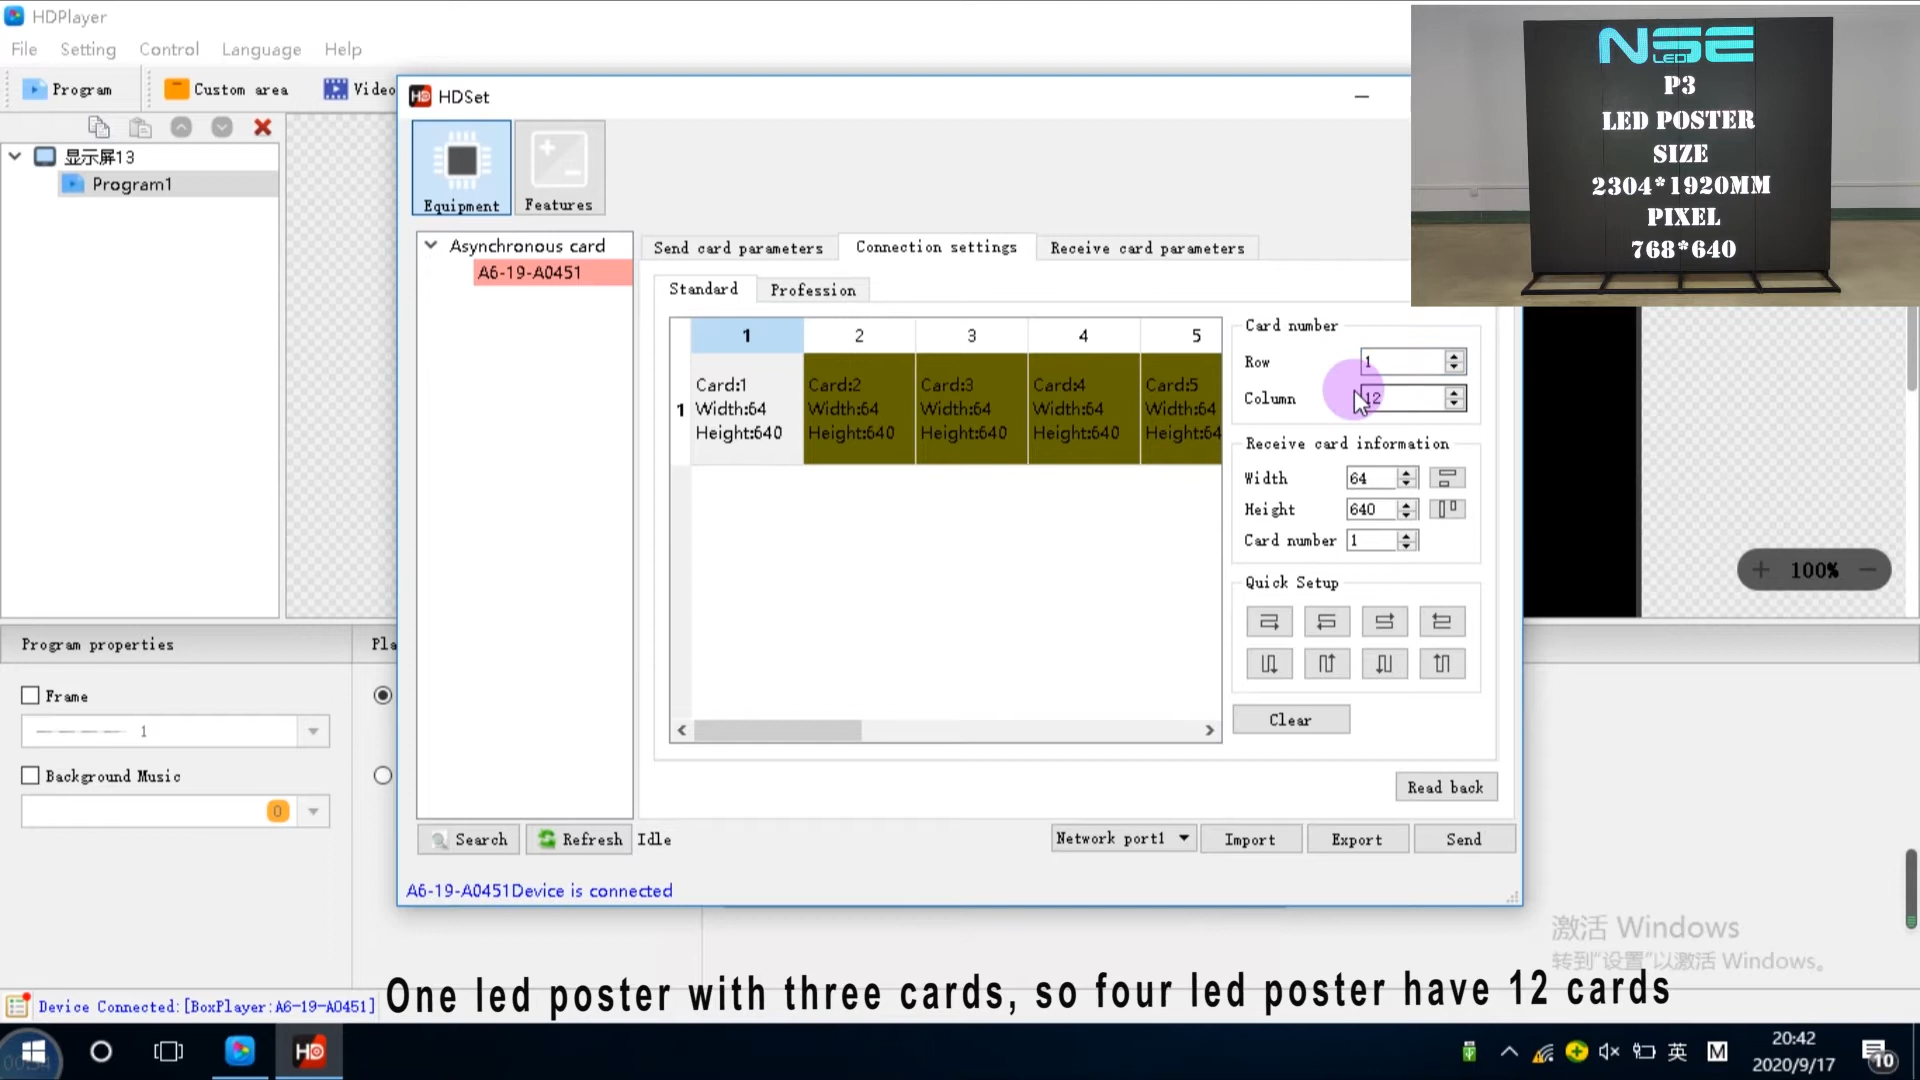 HDPlayer
File Setting Control Language Help
Program Custom area Video
显示屏13
Program1
HD HDSet
Equipment Features
Asynchronous card
A6-19-A0451
Send card parameters Connection settings Receive card parameters
Standard Profession
1 2 3 4 5
1
Card:1
Width:64
Height:640
Card:2
Width:64
Height:640
Card:3
Width:64
Height:640
Card:4
Width:64
Height:640
Card:5
Width:64
Height:64
Card number
Row 1
Column 12
Receive card information
Width 64
Height 640
Card number 1
Quick Setup
Clear
Read back
Search Refresh Idle
Network port1 Import Export Send
A6-19-A0451Device is connected
NSE
LED
P3
LED POSTER
SIZE
2304*1920MM
PIXEL
768*640
+ 100% −
Program properties Pla
Frame
1
Background Music
0
激活 Windows
转到"设置"以激活 Windows。
Device Connected:[BoxPlayer:A6-19-A0451]
One led poster with three cards, so four led poster have 12 cards
HD
英 M
20:42
2020/9/17
10